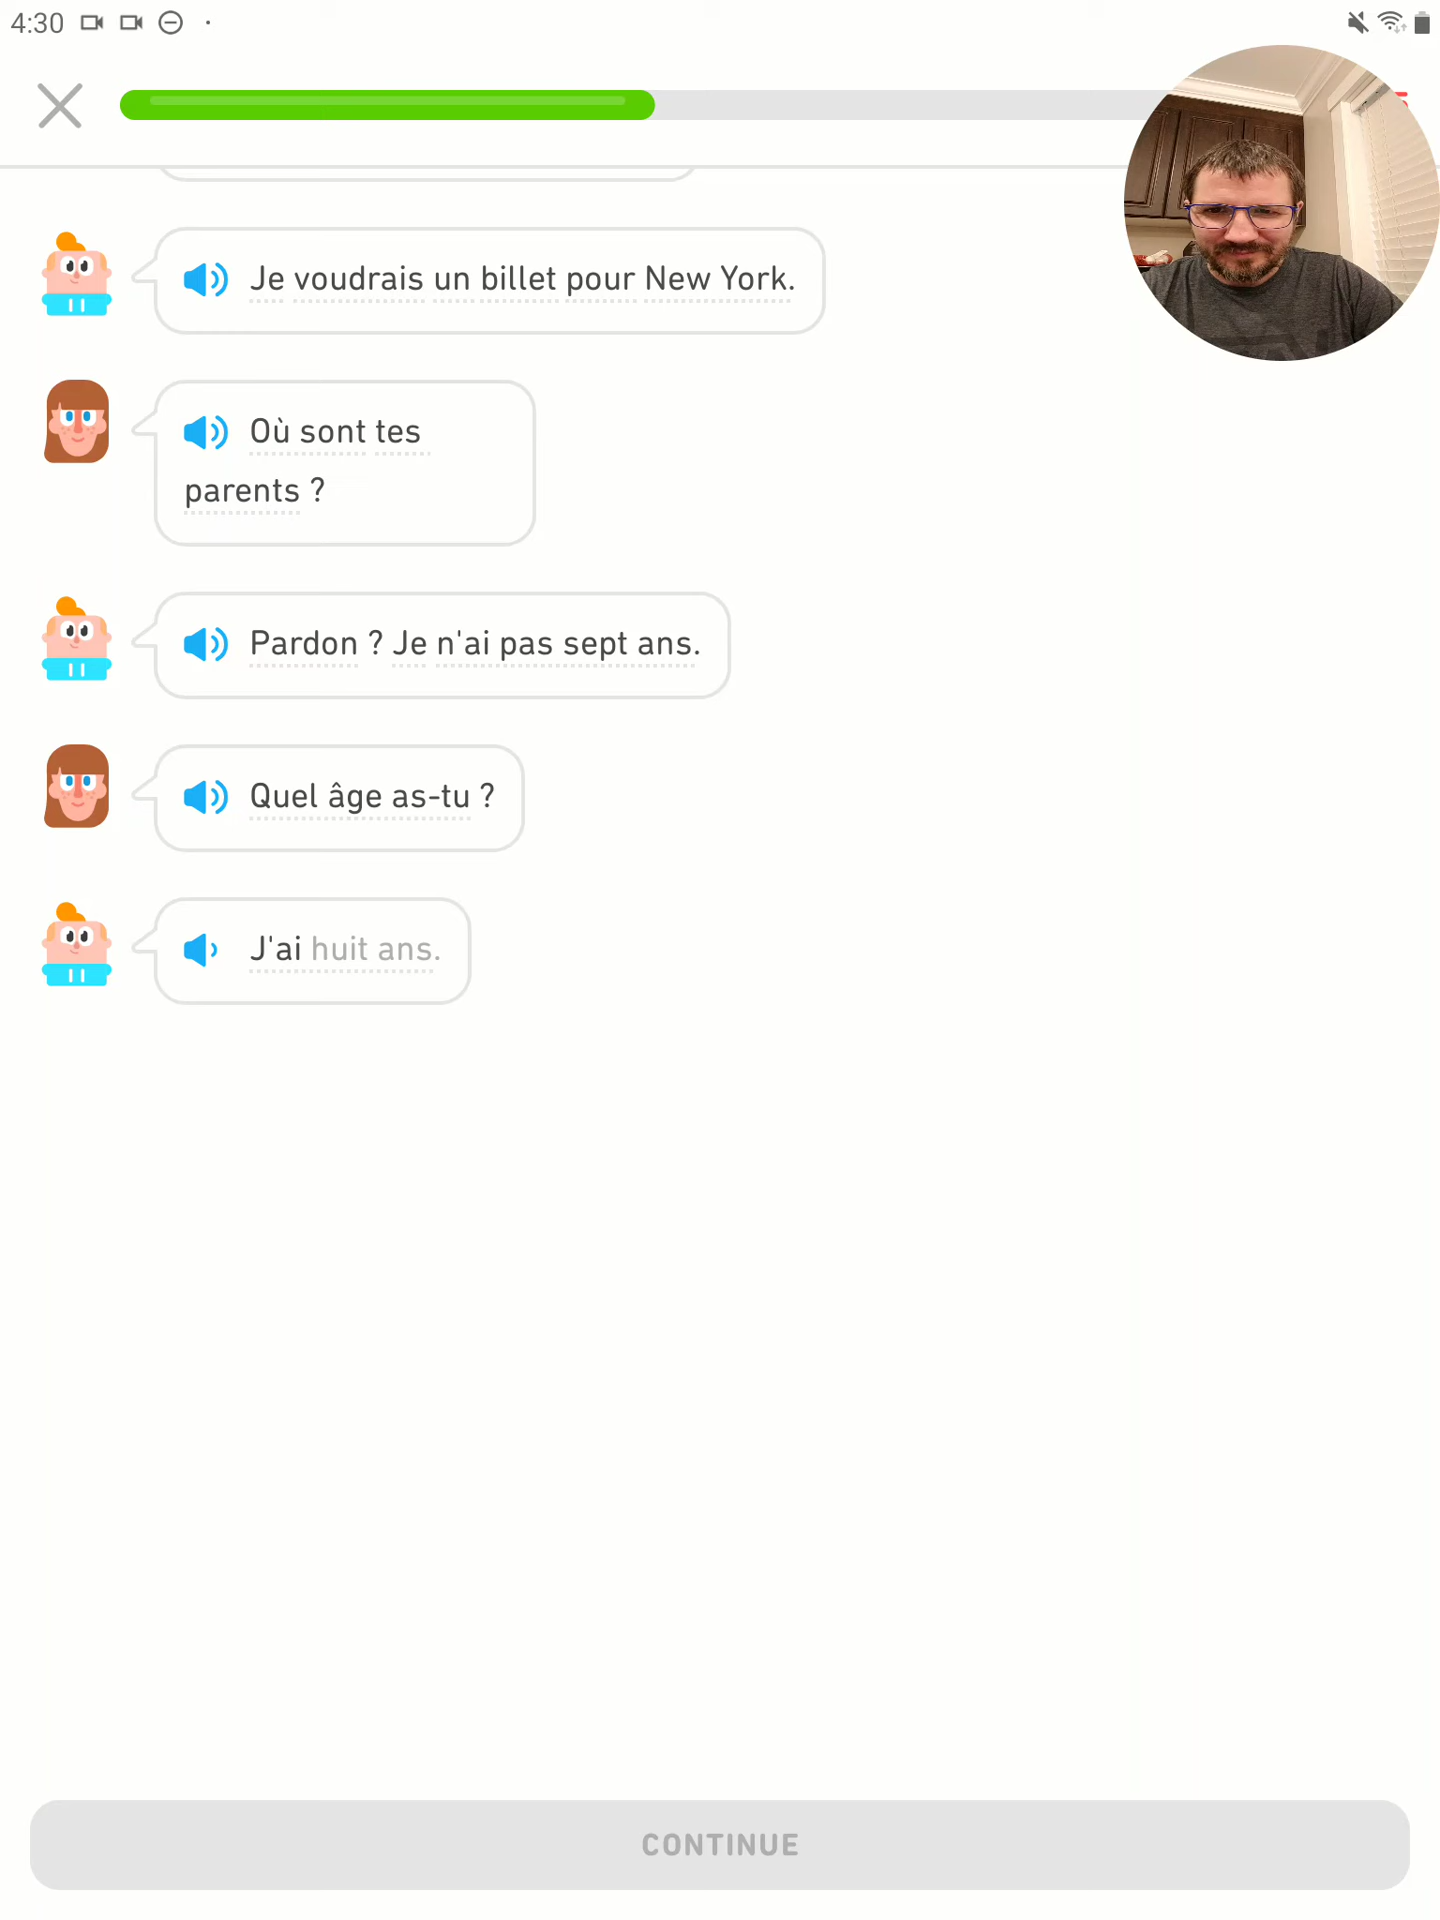 4:30
Je voudrais un billet pour New York.
Où sont tes
parents ?
Pardon ? Je n'ai pas sept ans.
Quel âge as-tu ?
J'ai huit ans.
CONTINUE